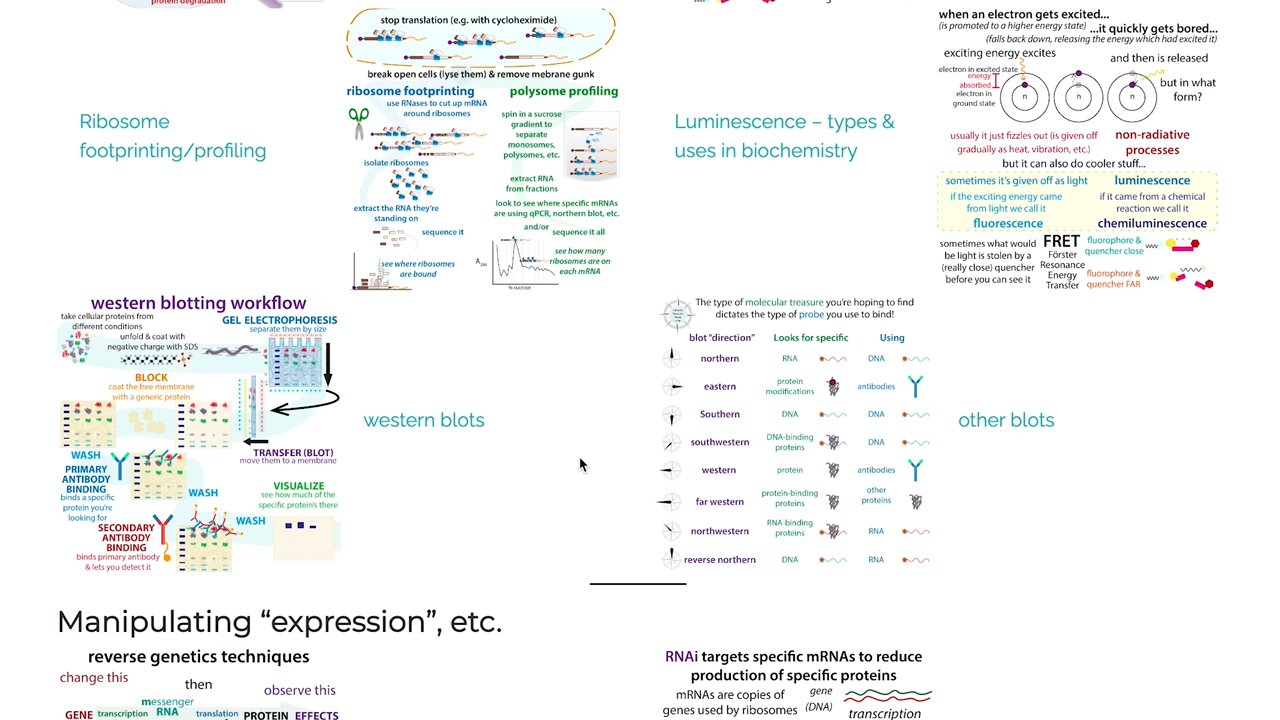 protein degradation
stop translation (e.g. with cycloheximide)
break open cells (lyse them) & remove mebrane gunk
ribosome footprinting
use RNases to cut up mRNA
around ribosomes
isolate ribosomes
extract the RNA they're
standing on
sequence it
see where ribosomes
are bound
polysome profiling
spin in a sucrose
gradient to
separate
monosomes,
polysomes, etc.
extract RNA
from fractions
look to see where specific mRNAs
are using qPCR, northern blot, etc.
and/or
sequence it all
see how many
ribosomes are on
each mRNA
A260
% sucrose
Ribosome
footprinting/profiling
Luminescence – types &
uses in biochemistry
when an electron gets excited...
(is promoted to a higher energy state)
...it quickly gets bored...
(falls back down, releasing the energy which had excited it)
exciting energy excites
and then is released
electron in excited state
energy
absorbed
electron in
ground state
n
n
n
but in what
form?
usually it just fizzles out (is given off
gradually as heat, vibration, etc.)
non-radiative
processes
but it can also do cooler stuff...
sometimes it's given off as light
luminescence
if the exciting energy came
from light we call it
fluorescence
if it came from a chemical
reaction we call it
chemiluminescence
sometimes what would
be light is stolen by a
(really close) quencher
before you can see it
FRET
Förster
Resonance
Energy
Transfer
fluorophore &
quencher close
fluorophore &
quencher FAR
western blotting workflow
take cellular proteins from
different conditions
unfold & coat with
negative charge with SDS
GEL ELECTROPHORESIS
separate them by size
BLOCK
coat the free membrane
with a generic protein
TRANSFER (BLOT)
move them to a membrane
WASH
PRIMARY
ANTIBODY
BINDING
binds a specific
protein you're
looking for
WASH
SECONDARY
ANTIBODY
BINDING
binds primary antibody
& lets you detect it
WASH
VISUALIZE
see how much of the
specific protein's there
western blots
The type of molecular treasure you're hoping to find
dictates the type of probe you use to bind!
blot "direction" Looks for specific Using
northern RNA DNA
eastern protein modifications antibodies
Southern DNA DNA
southwestern DNA-binding proteins DNA
western protein antibodies
far western protein-binding proteins other proteins
northwestern RNA-binding proteins RNA
reverse northern DNA RNA
other blots
Manipulating “expression”, etc.
reverse genetics techniques
change this
then
observe this
messenger
GENE transcription RNA translation PROTEIN EFFECTS
RNAi targets specific mRNAs to reduce
production of specific proteins
mRNAs are copies of
genes used by ribosomes
gene
(DNA)
transcription